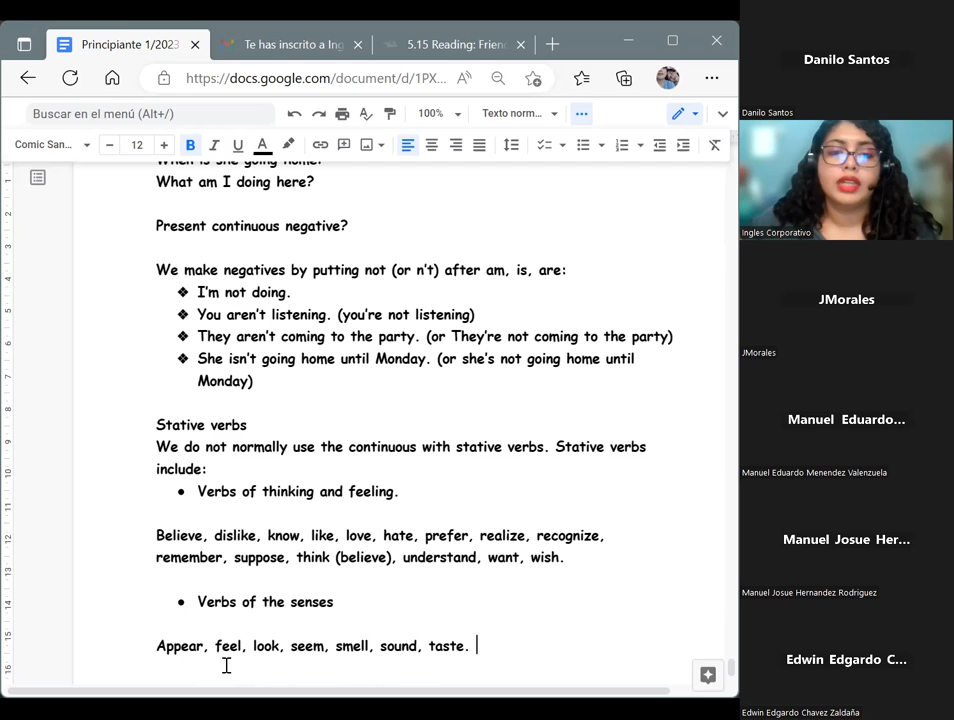 Principiante 1/2023
Te has inscrito a Ing
5.15 Reading: Frien
https://docs.google.com/document/d/1PX...
Buscar en el menú (Alt+/)
100%
Texto norm...
Comic San...
12
What am I doing here?
Present continuous negative?
We make negatives by putting not (or n't) after am, is, are:
❖ I'm not doing.
❖ You aren't listening. (you're not listening)
❖ They aren't coming to the party. (or They're not coming to the party)
❖ She isn't going home until Monday. (or she's not going home until
Monday)
Stative verbs
We do not normally use the continuous with stative verbs. Stative verbs
include:
● Verbs of thinking and feeling.
Believe, dislike, know, like, love, hate, prefer, realize, recognize,
remember, suppose, think (believe), understand, want, wish.
● Verbs of the senses
Appear, feel, look, seem, smell, sound, taste.
Danilo Santos
Danilo Santos
Ingles Corporativo
JMorales
JMorales
Manuel Eduardo...
Manuel Eduardo Menendez Valenzuela
Manuel Josue Her...
Manuel Josue Hernandez Rodriguez
Edwin Edgardo C...
Edwin Edgardo Chavez Zaldaña